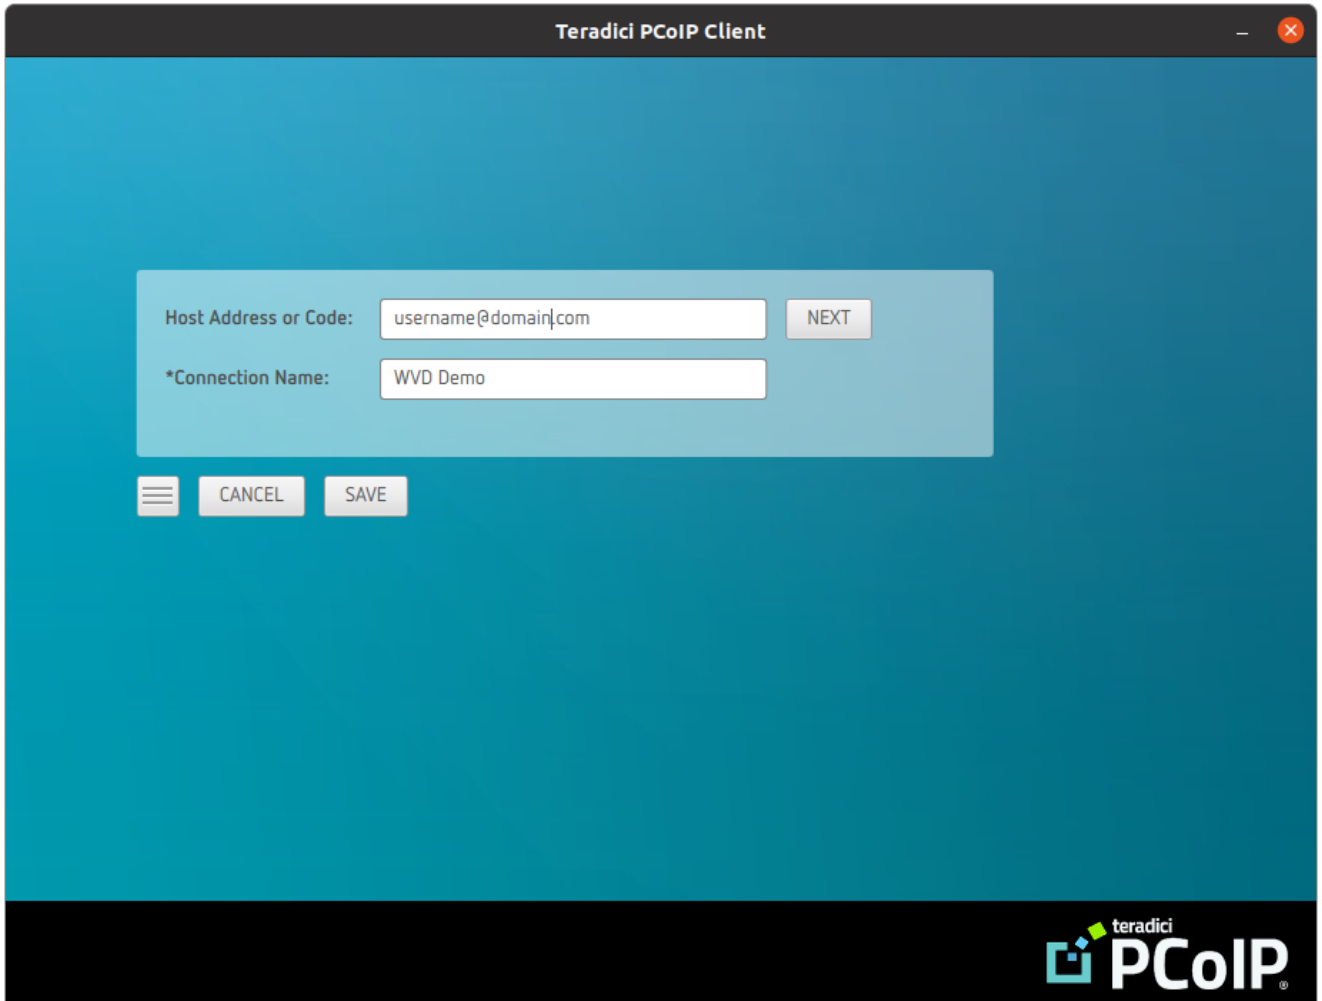 Teradici PCoIP Client
Host Address or Code: username@domain.com NEXT
*Connection Name: WVD Demo
CANCEL SAVE
teradici
PCoIP®